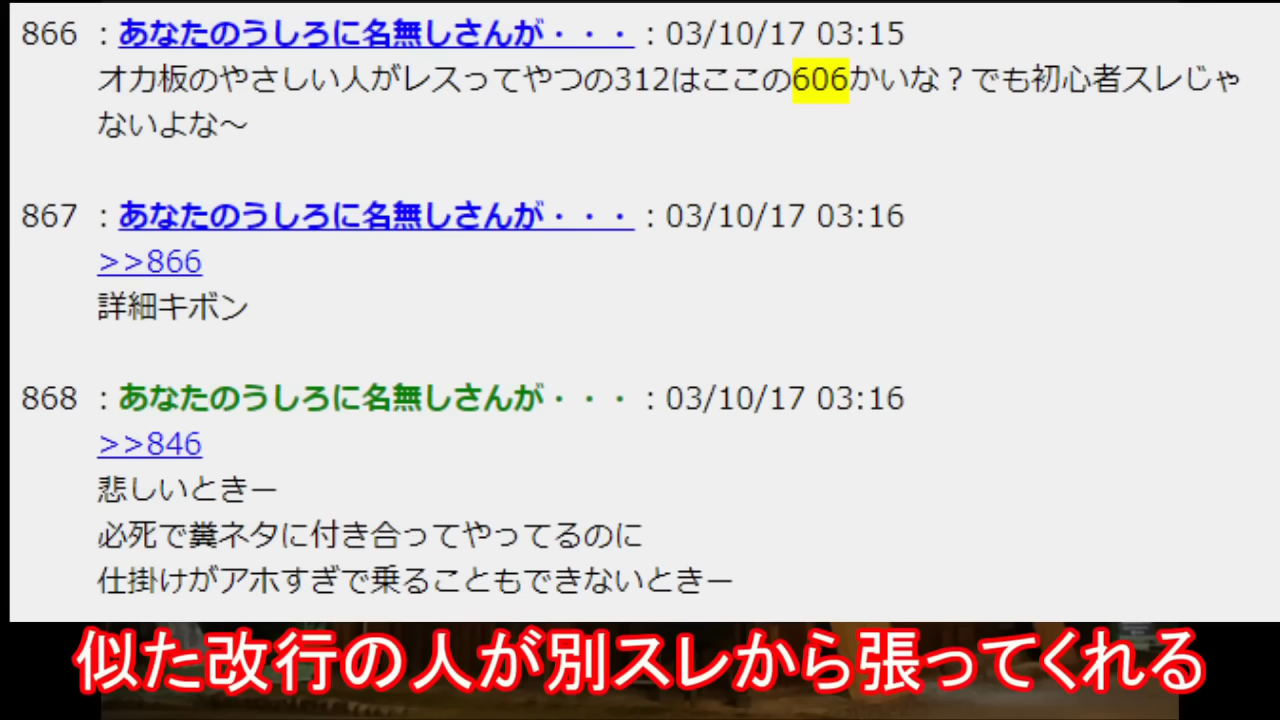 866 ：あなたのうしろに名無しさんが・・・：03/10/17 03:15
オカ板のやさしい人がレスってやつの312はここの606かいな？でも初心者スレじゃ
ないよな～
867 ：あなたのうしろに名無しさんが・・・：03/10/17 03:16
>>866
詳細キボン
868 ：あなたのうしろに名無しさんが・・・：03/10/17 03:16
>>846
悲しいときー
必死で糞ネタに付き合ってやってるのに
仕掛けがアホすぎで乗ることもできないときー
似た改行の人が別スレから張ってくれる